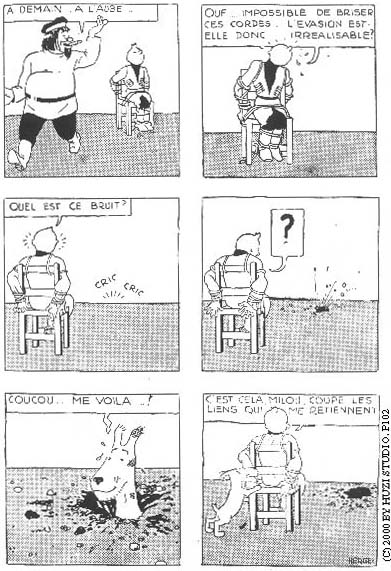 A DEMAIN.. A L'AUBE...
OUF... IMPOSSIBLE DE BRISER
CES CORDES.. L'EVASION EST-
ELLE DONC... IRREALISABLE?
QUEL EST CE BRUIT?
CRIC CRIC
?
COUCOU... ME VOILA...!
C'EST CELA, MILOU, COUPE LES
LIENS QUI ME RETIENNENT
HERGÉ
(C) 2000 BY HUZI STUDIO. P102